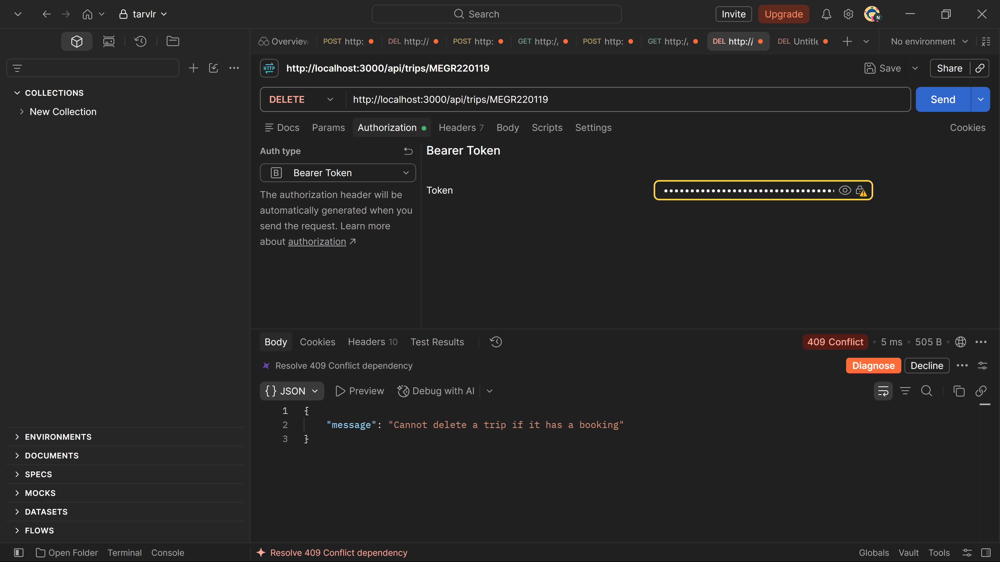 tarvlr
Search
Invite
Upgrade
N
Overview
POST http:
DEL http://
POST http:
GET http:/
POST http:
GET http:/
DEL http://
DEL Untitle
No environment
HTTP
http://localhost:3000/api/trips/MEGR220119
Save
Share
COLLECTIONS
New Collection
DELETE
http://localhost:3000/api/trips/MEGR220119
Send
Docs
Params
Authorization
Headers 7
Body
Scripts
Settings
Cookies
Auth type
B Bearer Token
The authorization header will be
automatically generated when you
send the request. Learn more
about authorization ↗
Bearer Token
Token
Body
Cookies
Headers 10
Test Results
409 Conflict • 5 ms • 505 B
Resolve 409 Conflict dependency
Diagnose
Decline
{ } JSON
Preview
Debug with AI
1 {
2 "message": "Cannot delete a trip if it has a booking"
3 }
ENVIRONMENTS
DOCUMENTS
SPECS
MOCKS
DATASETS
FLOWS
Open Folder
Terminal
Console
Resolve 409 Conflict dependency
Globals
Vault
Tools